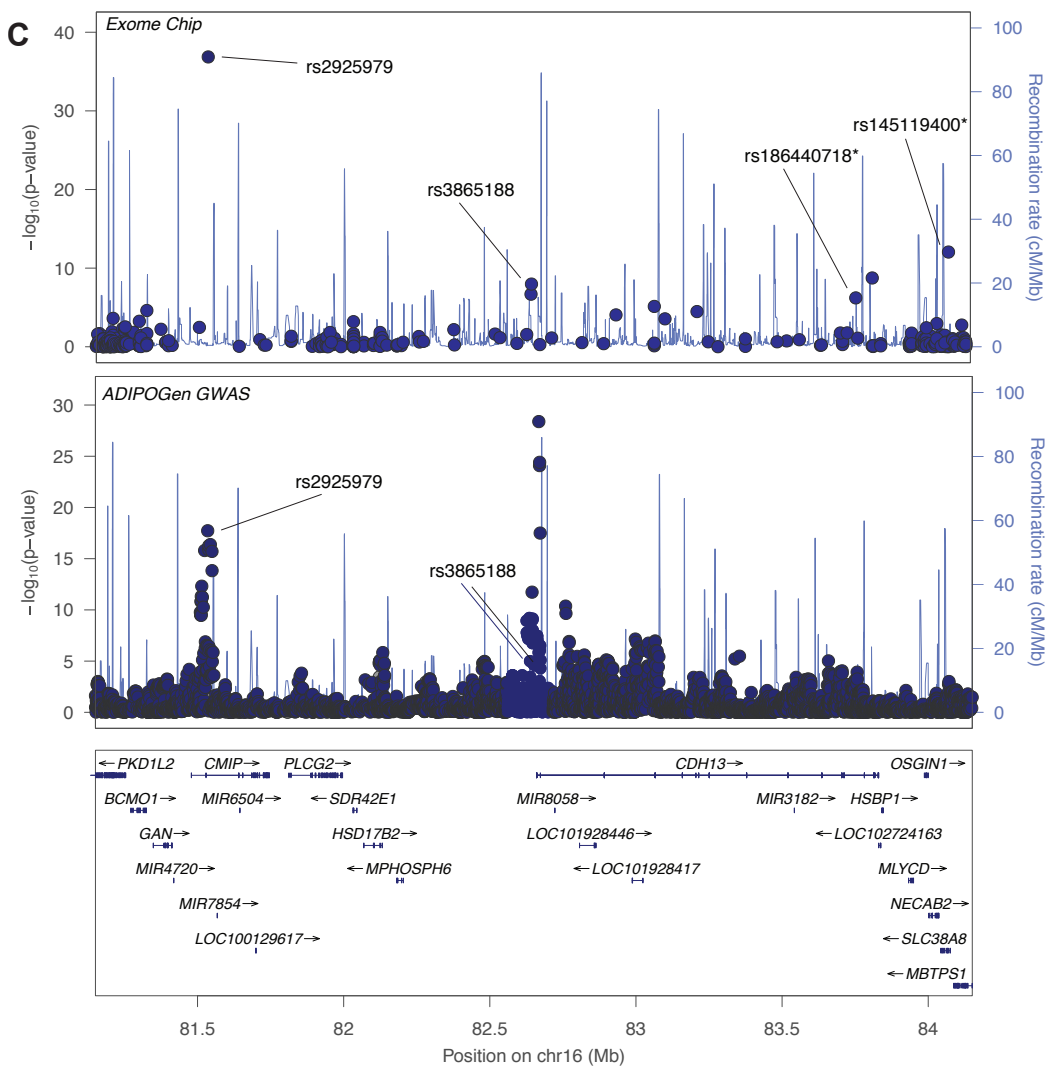 C
Exome Chip
40
30
20
10
0
−log10(p−value)
100
80
60
40
20
0
Recombination rate (cM/Mb)
rs2925979
rs3865188
rs186440718*
rs145119400*
ADIPOGen GWAS
30
25
20
15
10
5
0
−log10(p−value)
100
80
60
40
20
0
Recombination rate (cM/Mb)
rs2925979
rs3865188
←PKD1L2 CMIP→ PLCG2→ CDH13→ OSGIN1→
BCMO1→ MIR6504→ ←SDR42E1 MIR8058→ MIR3182→ HSBP1→
GAN→ HSD17B2→ LOC101928446→ ←LOC102724163
MIR4720→ ←MPHOSPH6 ←LOC101928417 MLYCD→
MIR7854→ NECAB2→
LOC100129617→ ←SLC38A8
←MBTPS1
81.5 82 82.5 83 83.5 84
Position on chr16 (Mb)